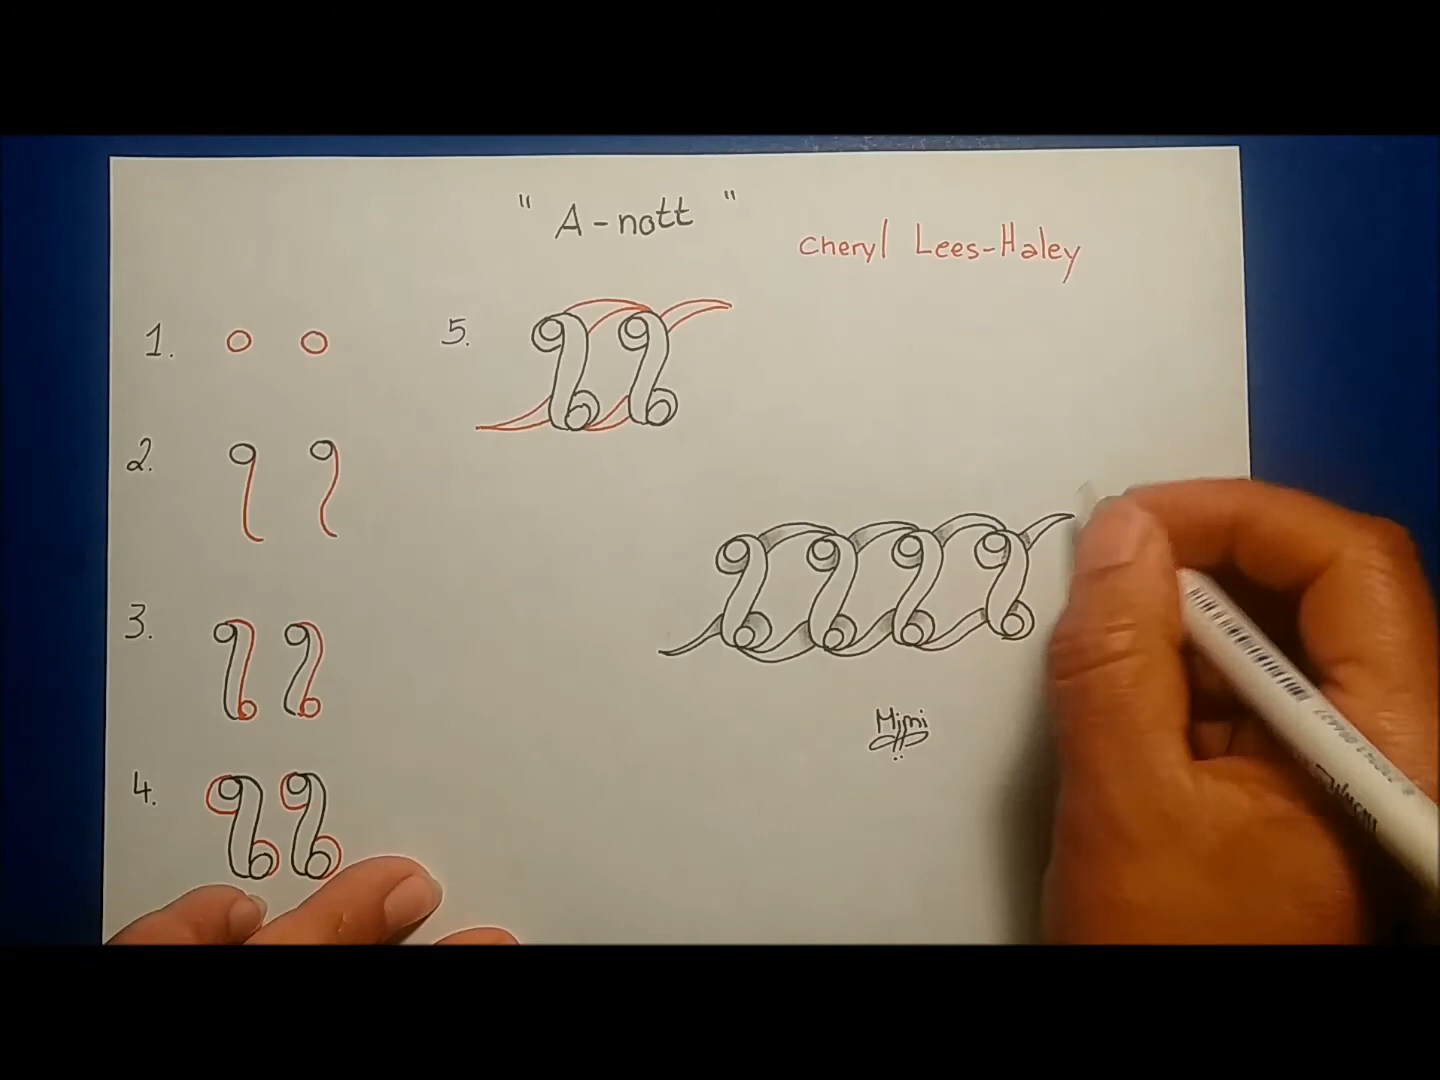 " A-nott "
Cheryl Lees-Haley
1.
2.
3.
4.
5.
Mimi